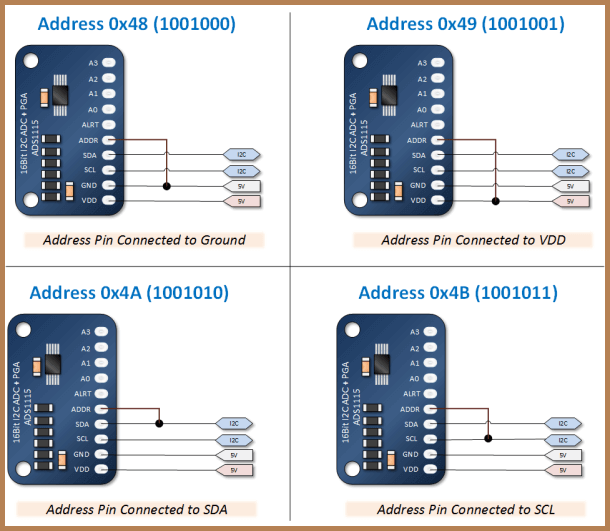 Address 0x48 (1001000)
16Bit I2C ADC + PGA
ADS1115
A3
A2
A1
A0
ALRT
ADDR
SDA
SCL
GND
VDD
I2C
I2C
5V
5V
Address Pin Connected to Ground
Address 0x49 (1001001)
16Bit I2C ADC + PGA
ADS1115
A3
A2
A1
A0
ALRT
ADDR
SDA
SCL
GND
VDD
I2C
I2C
5V
5V
Address Pin Connected to VDD
Address 0x4A (1001010)
16Bit I2C ADC + PGA
ADS1115
A3
A2
A1
A0
ALRT
ADDR
SDA
SCL
GND
VDD
I2C
I2C
5V
5V
Address Pin Connected to SDA
Address 0x4B (1001011)
16Bit I2C ADC + PGA
ADS1115
A3
A2
A1
A0
ALRT
ADDR
SDA
SCL
GND
VDD
I2C
I2C
5V
5V
Address Pin Connected to SCL